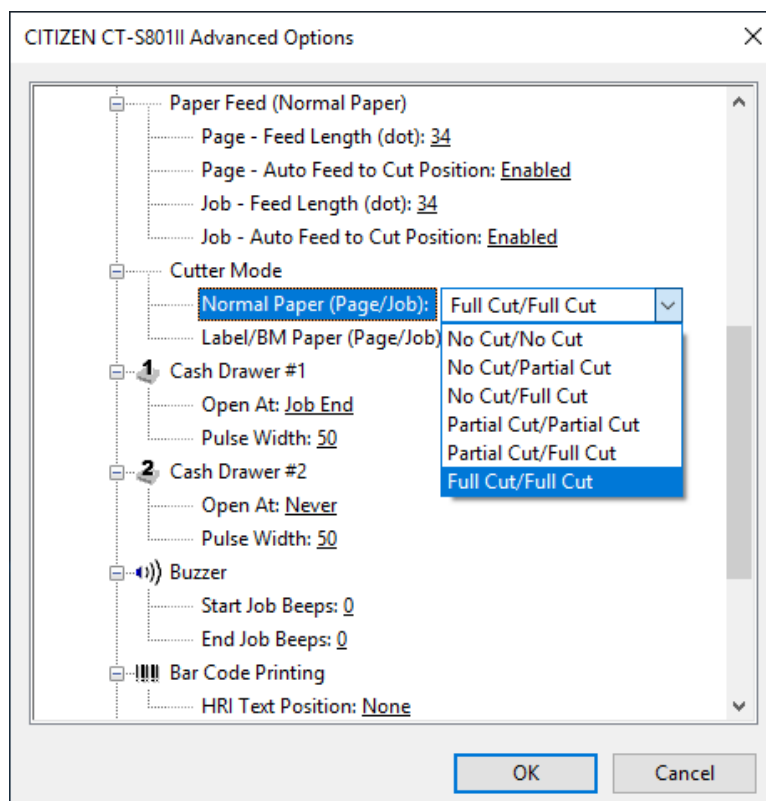 CITIZEN CT-S801II Advanced Options
Paper Feed (Normal Paper)
Page - Feed Length (dot): 34
Page - Auto Feed to Cut Position: Enabled
Job - Feed Length (dot): 34
Job - Auto Feed to Cut Position: Enabled
Cutter Mode
Normal Paper (Page/Job): Full Cut/Full Cut
Label/BM Paper (Page/Job)
No Cut/No Cut
No Cut/Partial Cut
No Cut/Full Cut
Partial Cut/Partial Cut
Partial Cut/Full Cut
Full Cut/Full Cut
1 Cash Drawer #1
Open At: Job End
Pulse Width: 50
2 Cash Drawer #2
Open At: Never
Pulse Width: 50
Buzzer
Start Job Beeps: 0
End Job Beeps: 0
Bar Code Printing
HRI Text Position: None
OK Cancel